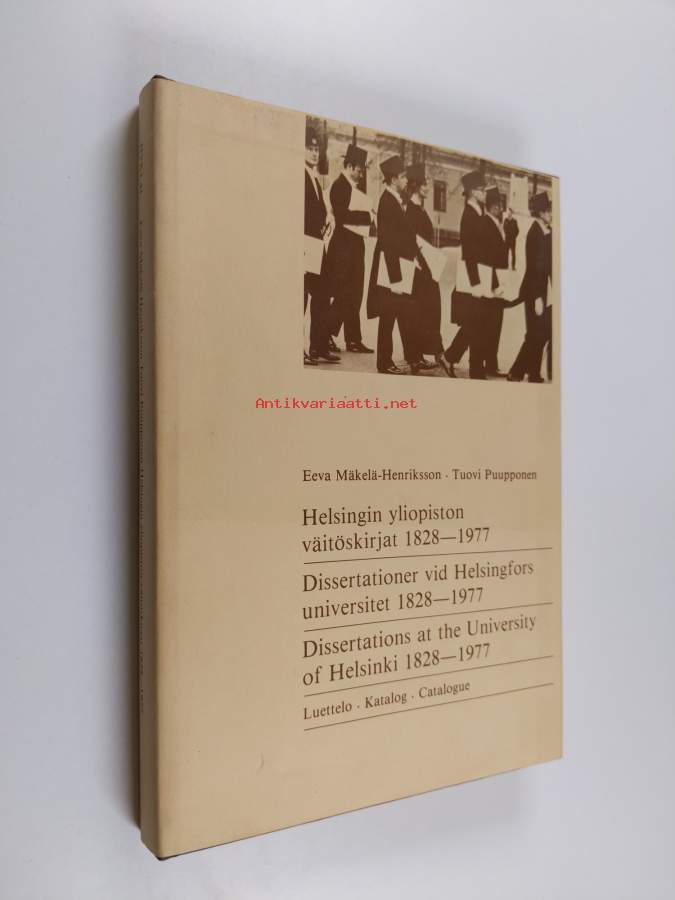 Antikvariaatti.net
Eeva Mäkelä-Henriksson · Tuovi Puupponen
Helsingin yliopiston
väitöskirjat 1828—1977
Dissertationer vid Helsingfors
universitet 1828—1977
Dissertations at the University
of Helsinki 1828—1977
Luettelo · Katalog · Catalogue